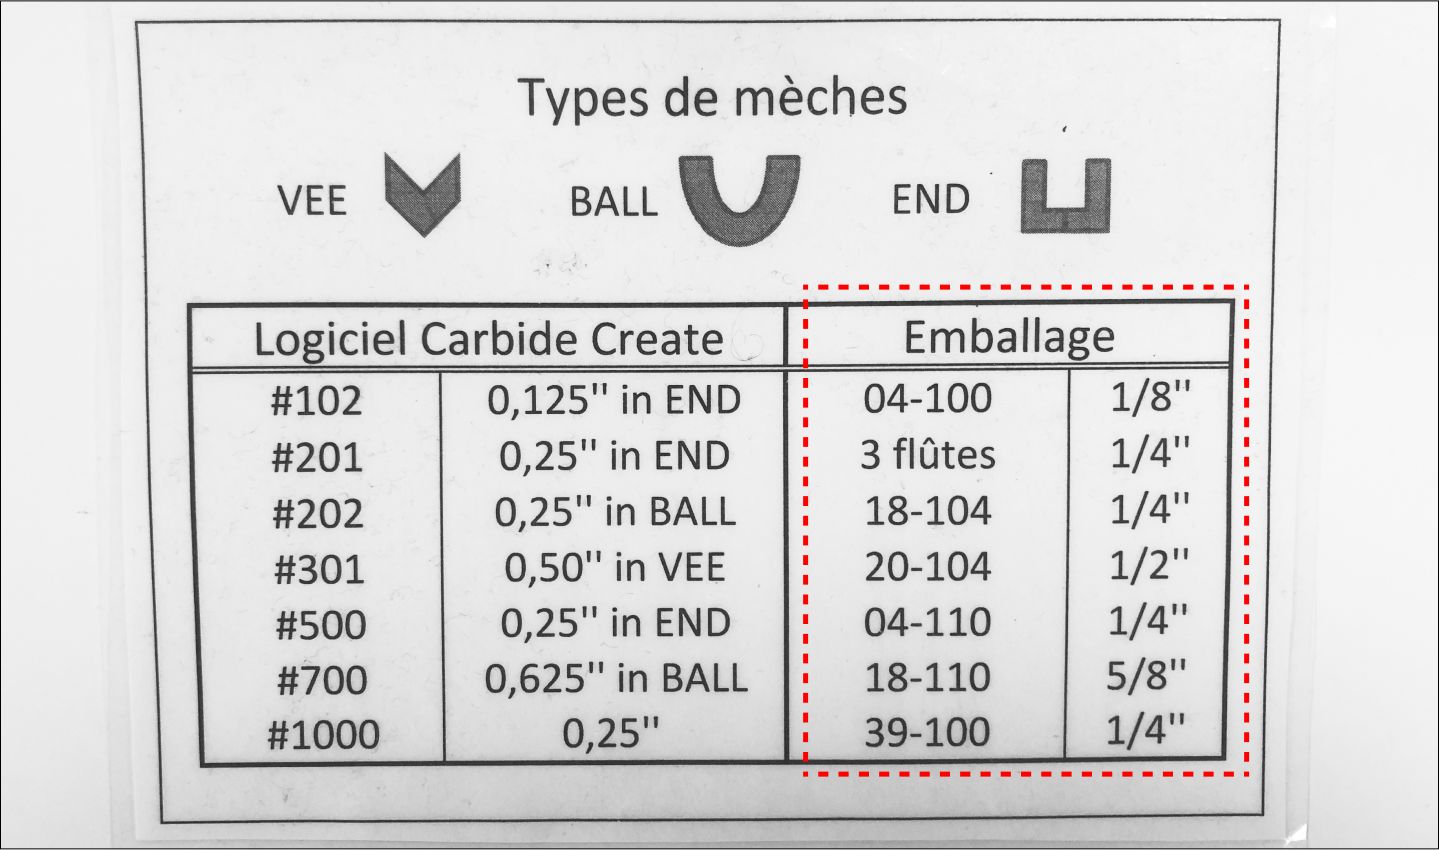 Types de mèches
VEE BALL END
Logiciel Carbide Create Emballage
#102 0,125" in END 04-100 1/8"
#201 0,25" in END 3 flûtes 1/4"
#202 0,25" in BALL 18-104 1/4"
#301 0,50" in VEE 20-104 1/2"
#500 0,25" in END 04-110 1/4"
#700 0,625" in BALL 18-110 5/8"
#1000 0,25" 39-100 1/4"